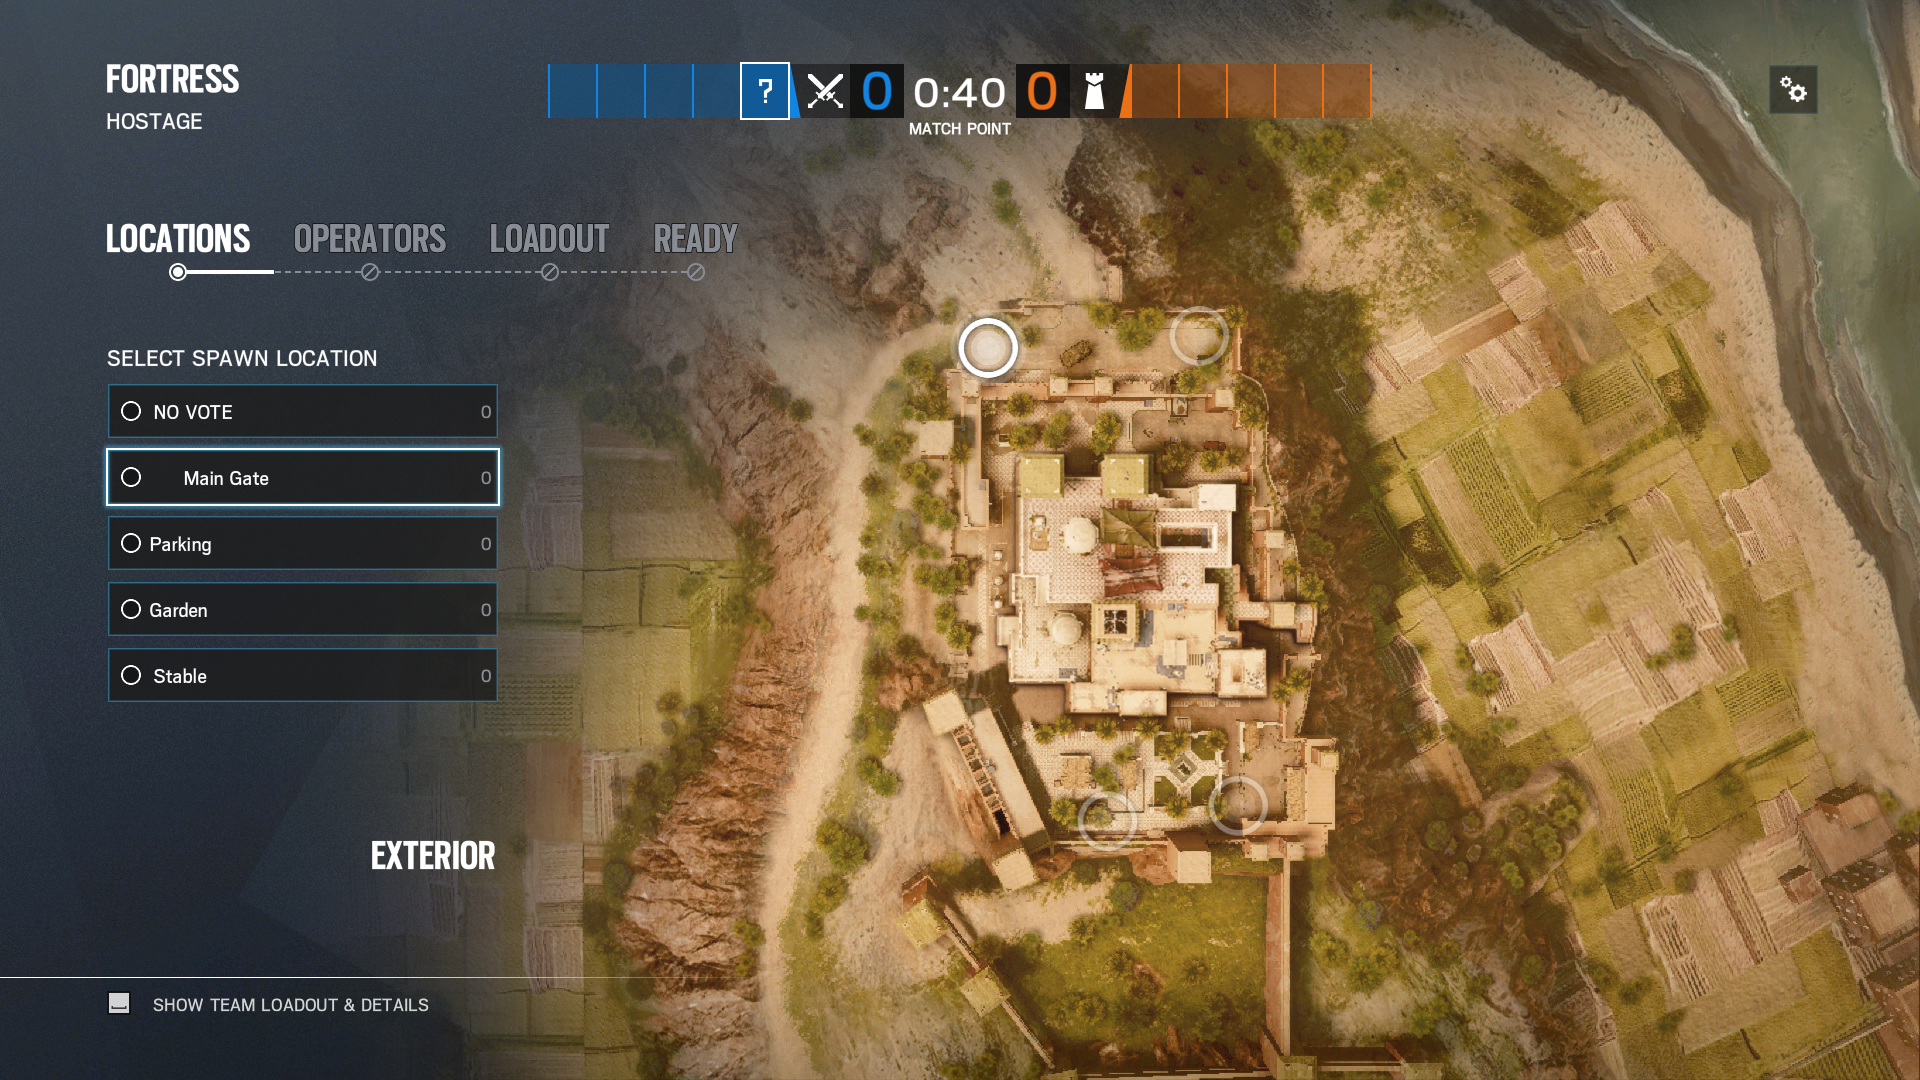 FORTRESS
HOSTAGE
?
0
0:40
0
MATCH POINT
LOCATIONS
OPERATORS
LOADOUT
READY
SELECT SPAWN LOCATION
NO VOTE 0
Main Gate 0
Parking 0
Garden 0
Stable 0
EXTERIOR
SHOW TEAM LOADOUT & DETAILS